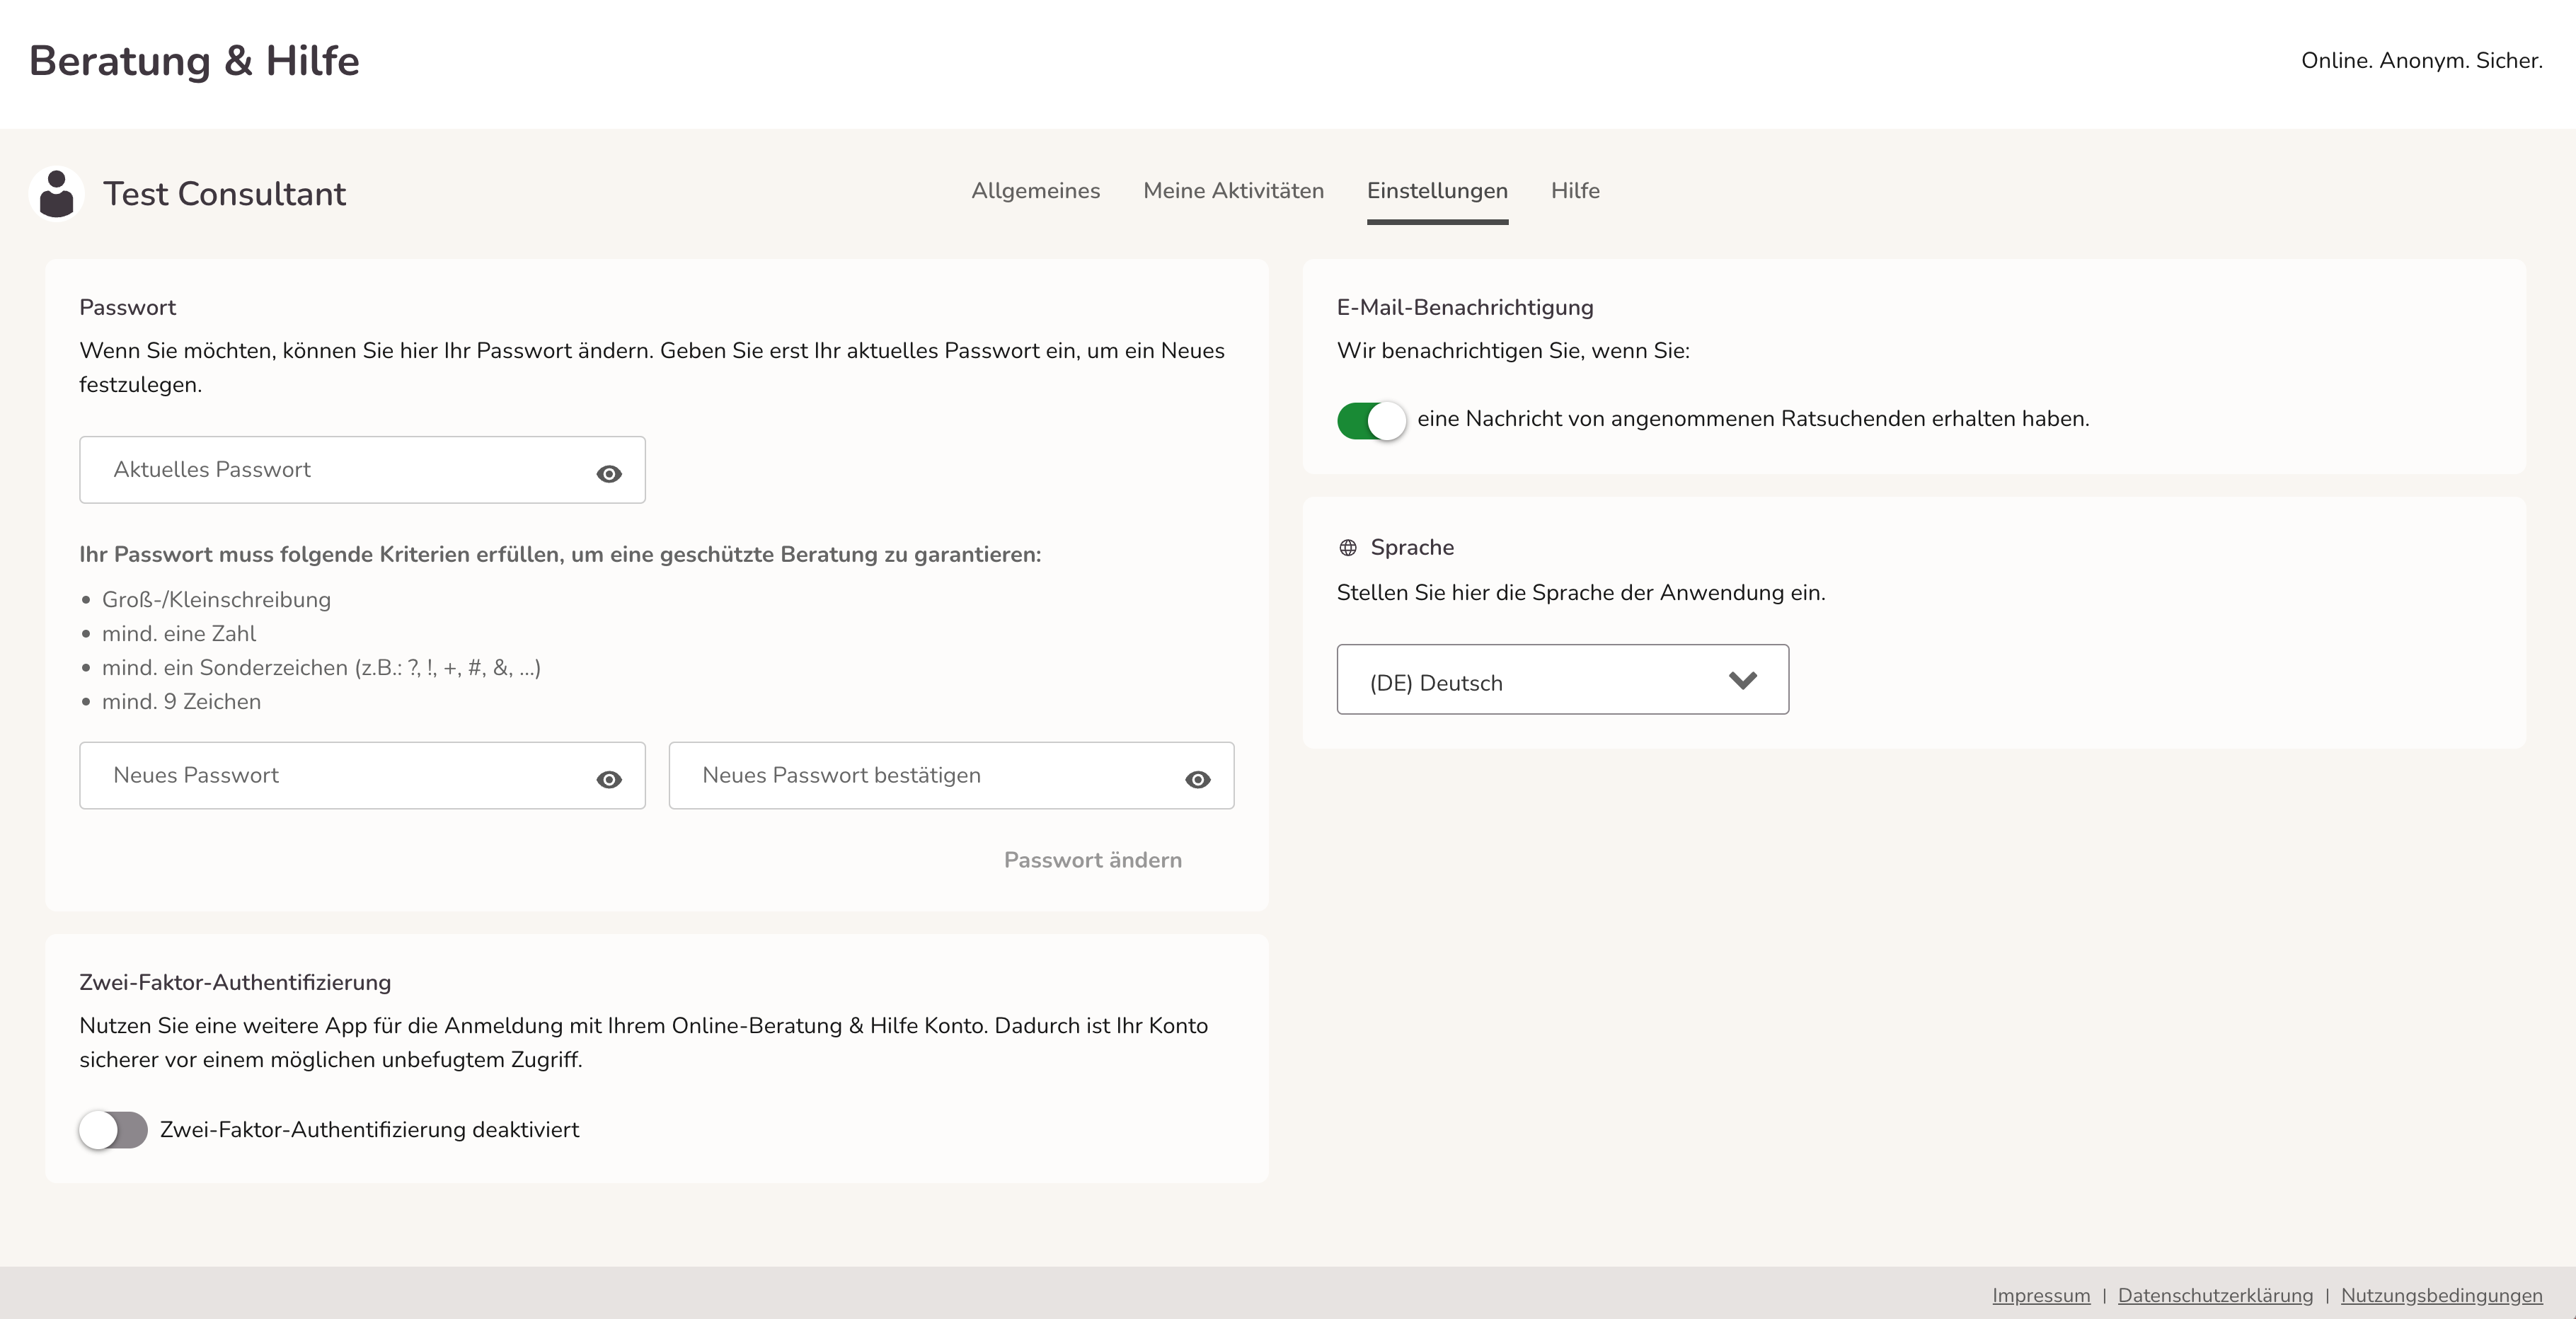 Beratung & Hilfe
Online. Anonym. Sicher.
Test Consultant
Allgemeines
Meine Aktivitäten
Einstellungen
Hilfe
Passwort
Wenn Sie möchten, können Sie hier Ihr Passwort ändern. Geben Sie erst Ihr aktuelles Passwort ein, um ein Neues
festzulegen.
Aktuelles Passwort
Ihr Passwort muss folgende Kriterien erfüllen, um eine geschützte Beratung zu garantieren:
• Groß-/Kleinschreibung
• mind. eine Zahl
• mind. ein Sonderzeichen (z.B.: ?, !, +, #, &, ...)
• mind. 9 Zeichen
Neues Passwort
Neues Passwort bestätigen
Passwort ändern
Zwei-Faktor-Authentifizierung
Nutzen Sie eine weitere App für die Anmeldung mit Ihrem Online-Beratung & Hilfe Konto. Dadurch ist Ihr Konto
sicherer vor einem möglichen unbefugtem Zugriff.
Zwei-Faktor-Authentifizierung deaktiviert
E-Mail-Benachrichtigung
Wir benachrichtigen Sie, wenn Sie:
eine Nachricht von angenommenen Ratsuchenden erhalten haben.
Sprache
Stellen Sie hier die Sprache der Anwendung ein.
(DE) Deutsch
Impressum | Datenschutzerklärung | Nutzungsbedingungen